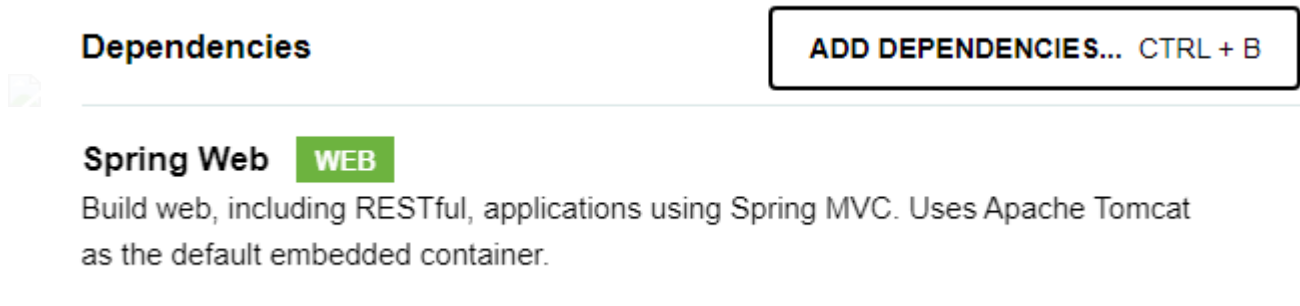 Dependencies
ADD DEPENDENCIES... CTRL + B
Spring Web WEB
Build web, including RESTful, applications using Spring MVC. Uses Apache Tomcat
as the default embedded container.